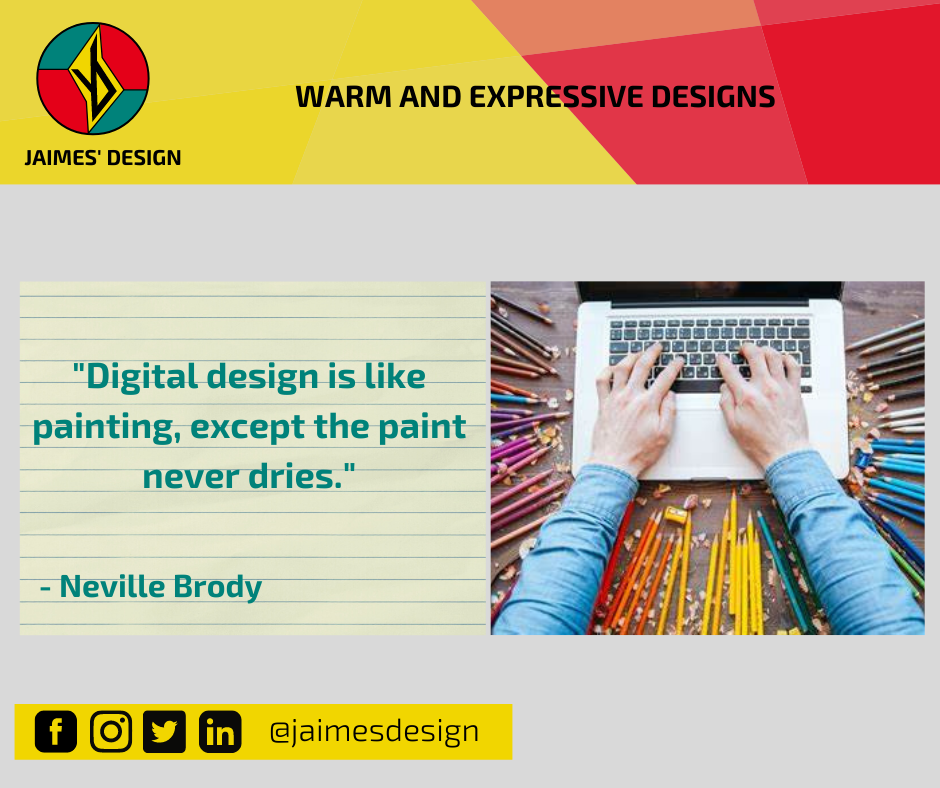 JAIMES' DESIGN
WARM AND EXPRESSIVE DESIGNS
"Digital design is like
painting, except the paint
never dries."
- Neville Brody
@jaimesdesign